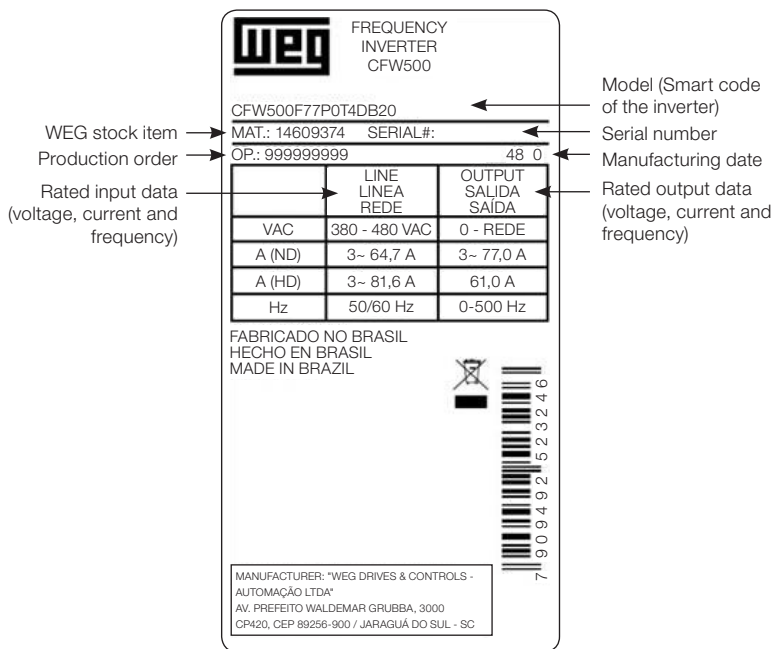 weg
FREQUENCY
INVERTER
CFW500
CFW500F77P0T4DB20
MAT.: 14609374 SERIAL#:
OP.: 999999999 48 0
LINE
LINEA
REDE
OUTPUT
SALIDA
SAÍDA
VAC 380 - 480 VAC 0 - REDE
A (ND) 3~ 64,7 A 3~ 77,0 A
A (HD) 3~ 81,6 A 61,0 A
Hz 50/60 Hz 0-500 Hz
FABRICADO NO BRASIL
HECHO EN BRASIL
MADE IN BRAZIL
7 909492 523246
MANUFACTURER: "WEG DRIVES & CONTROLS -
AUTOMAÇÃO LTDA"
AV. PREFEITO WALDEMAR GRUBBA, 3000
CP420, CEP 89256-900 / JARAGUÁ DO SUL - SC
WEG stock item
Production order
Rated input data
(voltage, current and
frequency)
Model (Smart code
of the inverter)
Serial number
Manufacturing date
Rated output data
(voltage, current and
frequency)